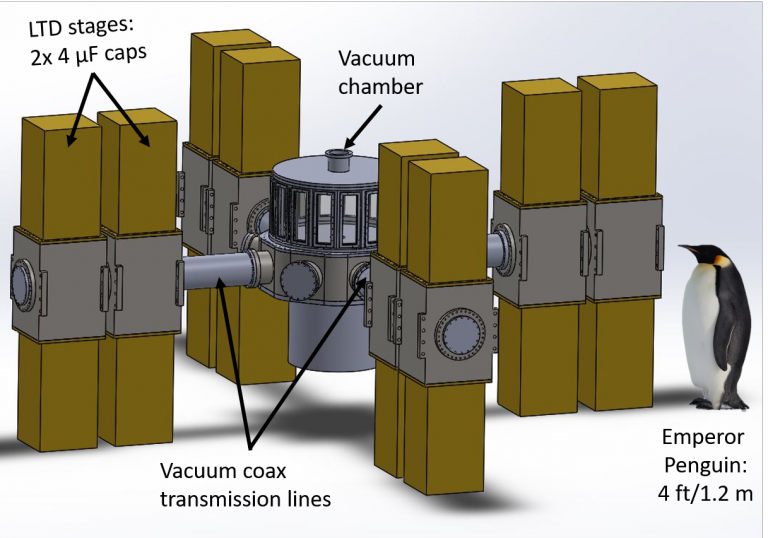 LTD stages:
2x 4 µF caps
Vacuum
chamber
Vacuum coax
transmission lines
Emperor
Penguin:
4 ft/1.2 m